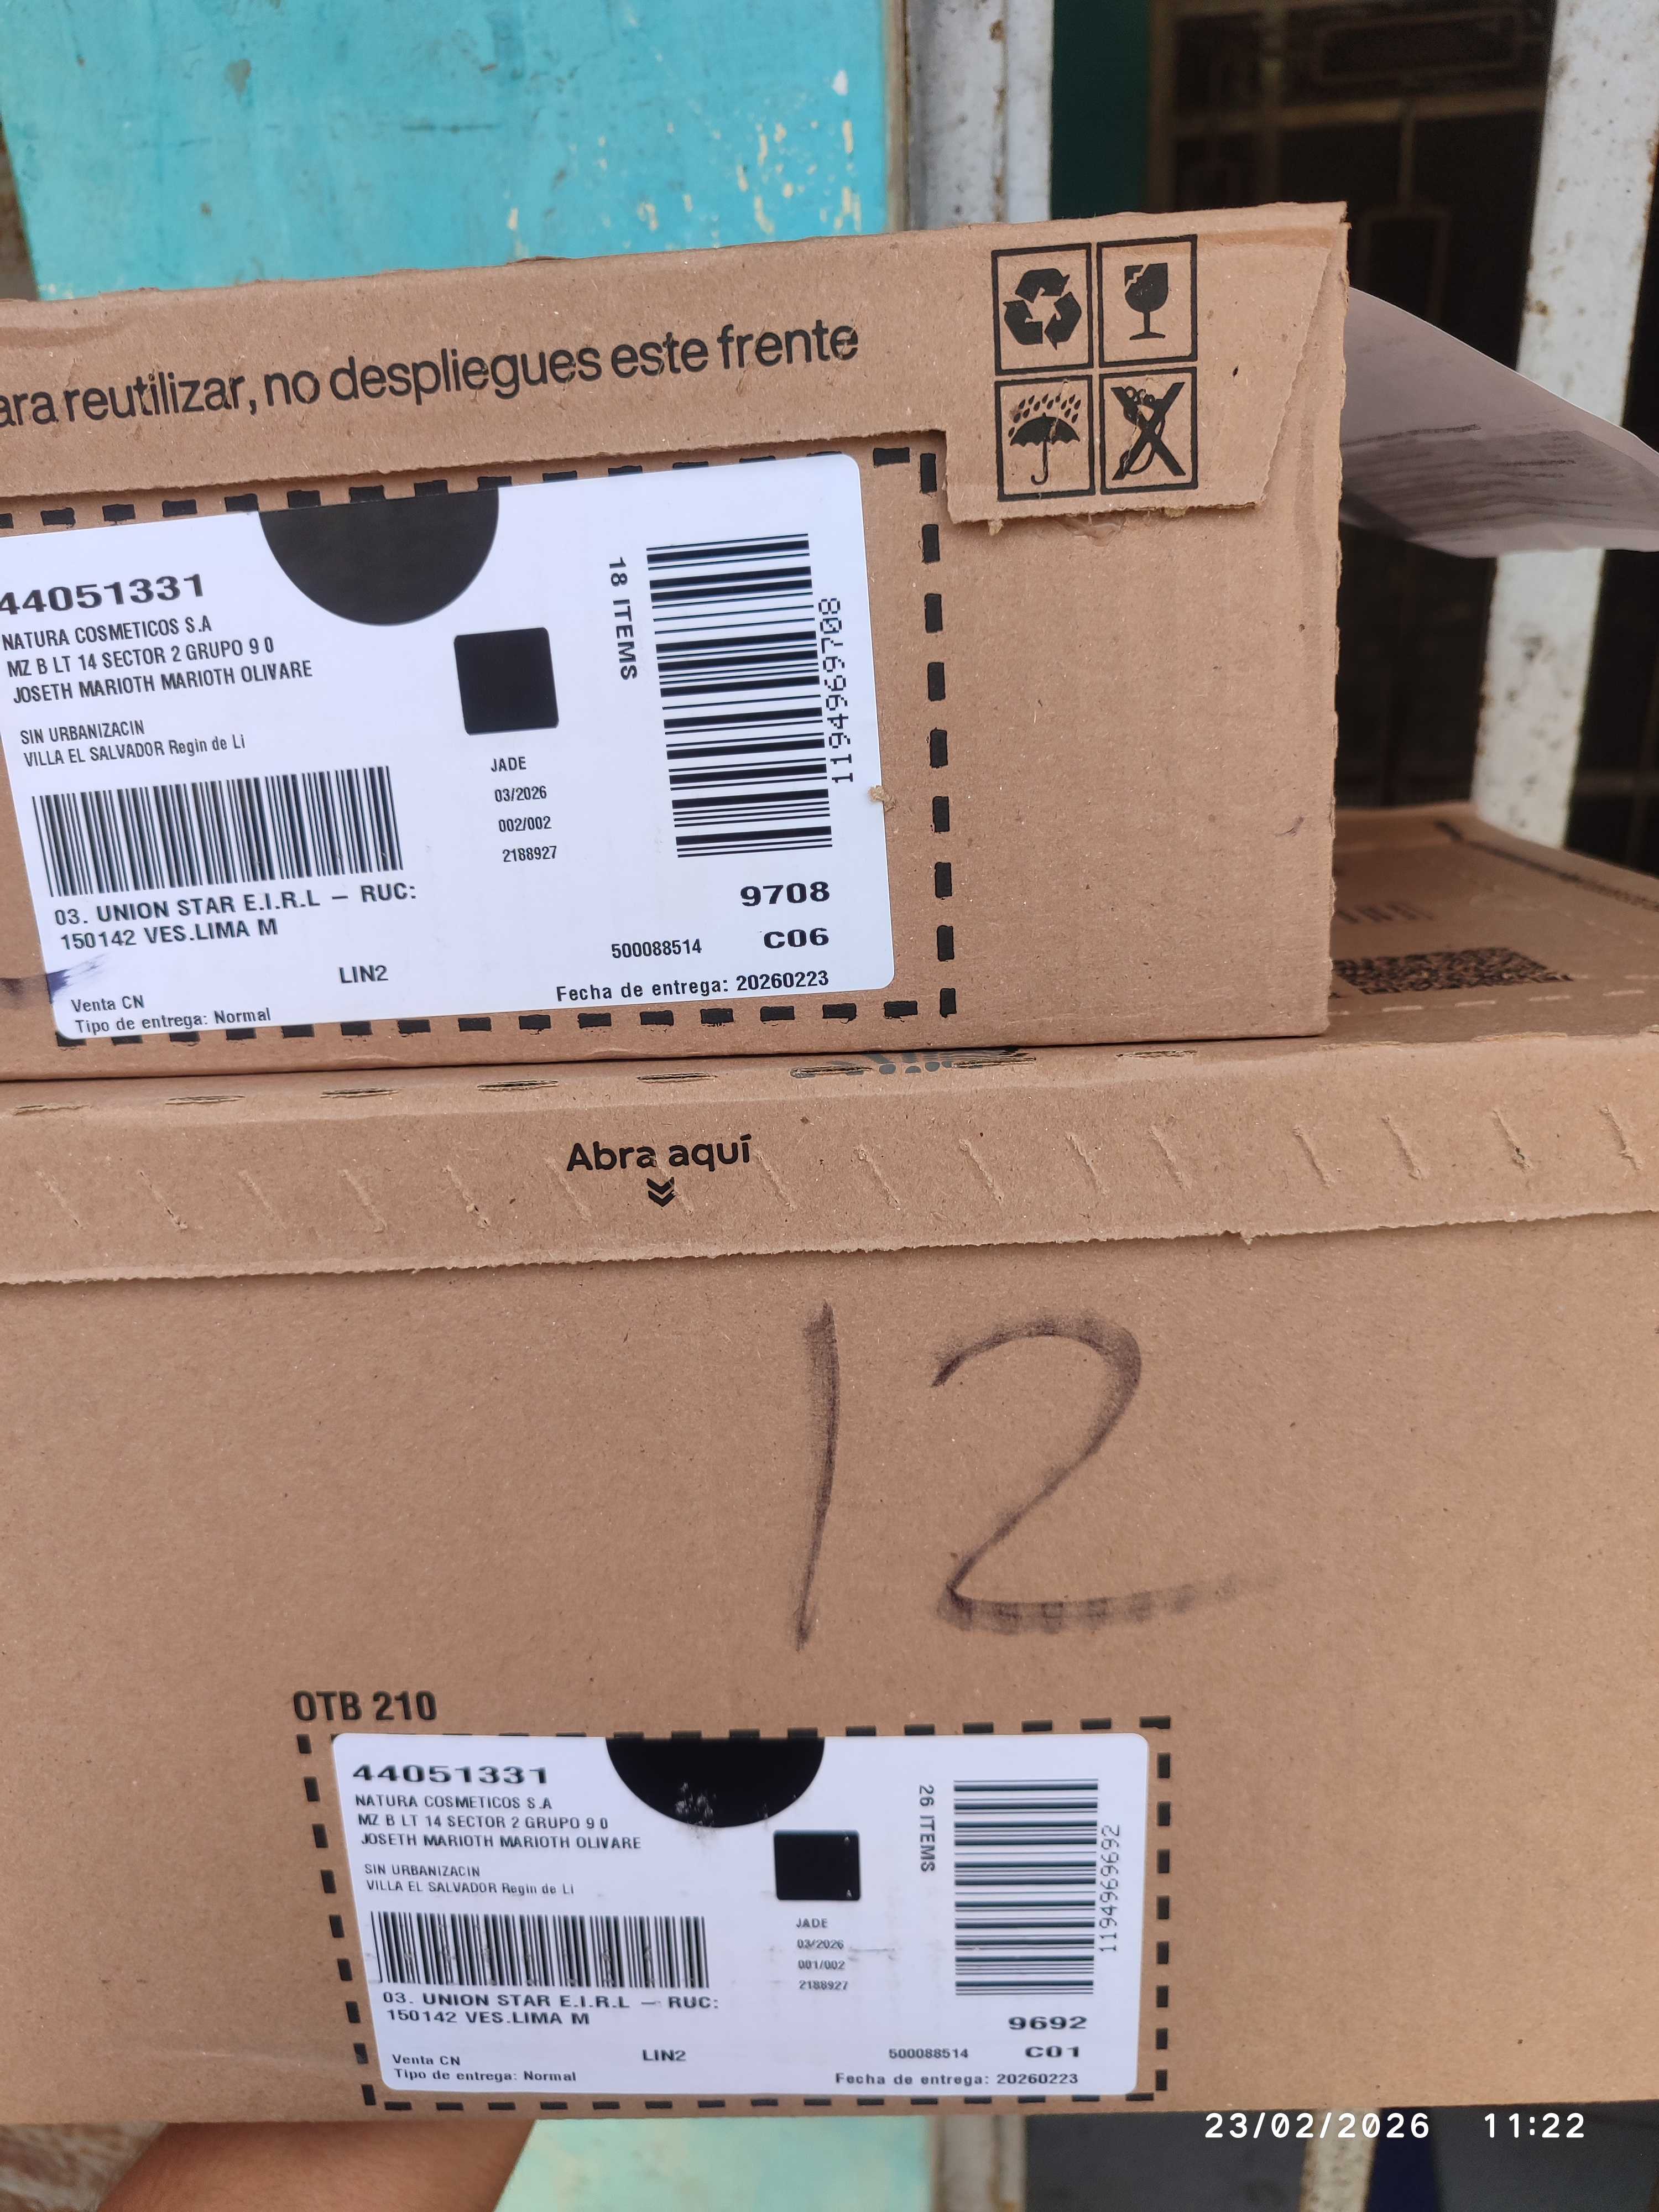 ara reutilizar, no despliegues este frente
44051331
NATURA COSMETICOS S.A
MZ B LT 14 SECTOR 2 GRUPO 9 0
JOSETH MARIOTH MARIOTH OLIVARE
SIN URBANIZACIN
VILLA EL SALVADOR Regin de Li
18 ITEMS
1194969708
JADE
03/2026
002/002
2188927
03. UNION STAR E.I.R.L – RUC:
150142 VES.LIMA M
9708
500088514 C06
LIN2
Venta CN
Tipo de entrega: Normal
Fecha de entrega: 20260223
Abra aquí
12
OTB 210
44051331
NATURA COSMETICOS S.A
MZ B LT 14 SECTOR 2 GRUPO 9 0
JOSETH MARIOTH MARIOTH OLIVARE
SIN URBANIZACIN
VILLA EL SALVADOR Regin de Li
26 ITEMS
1194969692
JADE
03/2026
001/002
2188927
03. UNION STAR E.I.R.L – RUC:
150142 VES.LIMA M
9692
500088514 C01
LIN2
Venta CN
Tipo de entrega: Normal
Fecha de entrega: 20260223
23/02/2026 11:22